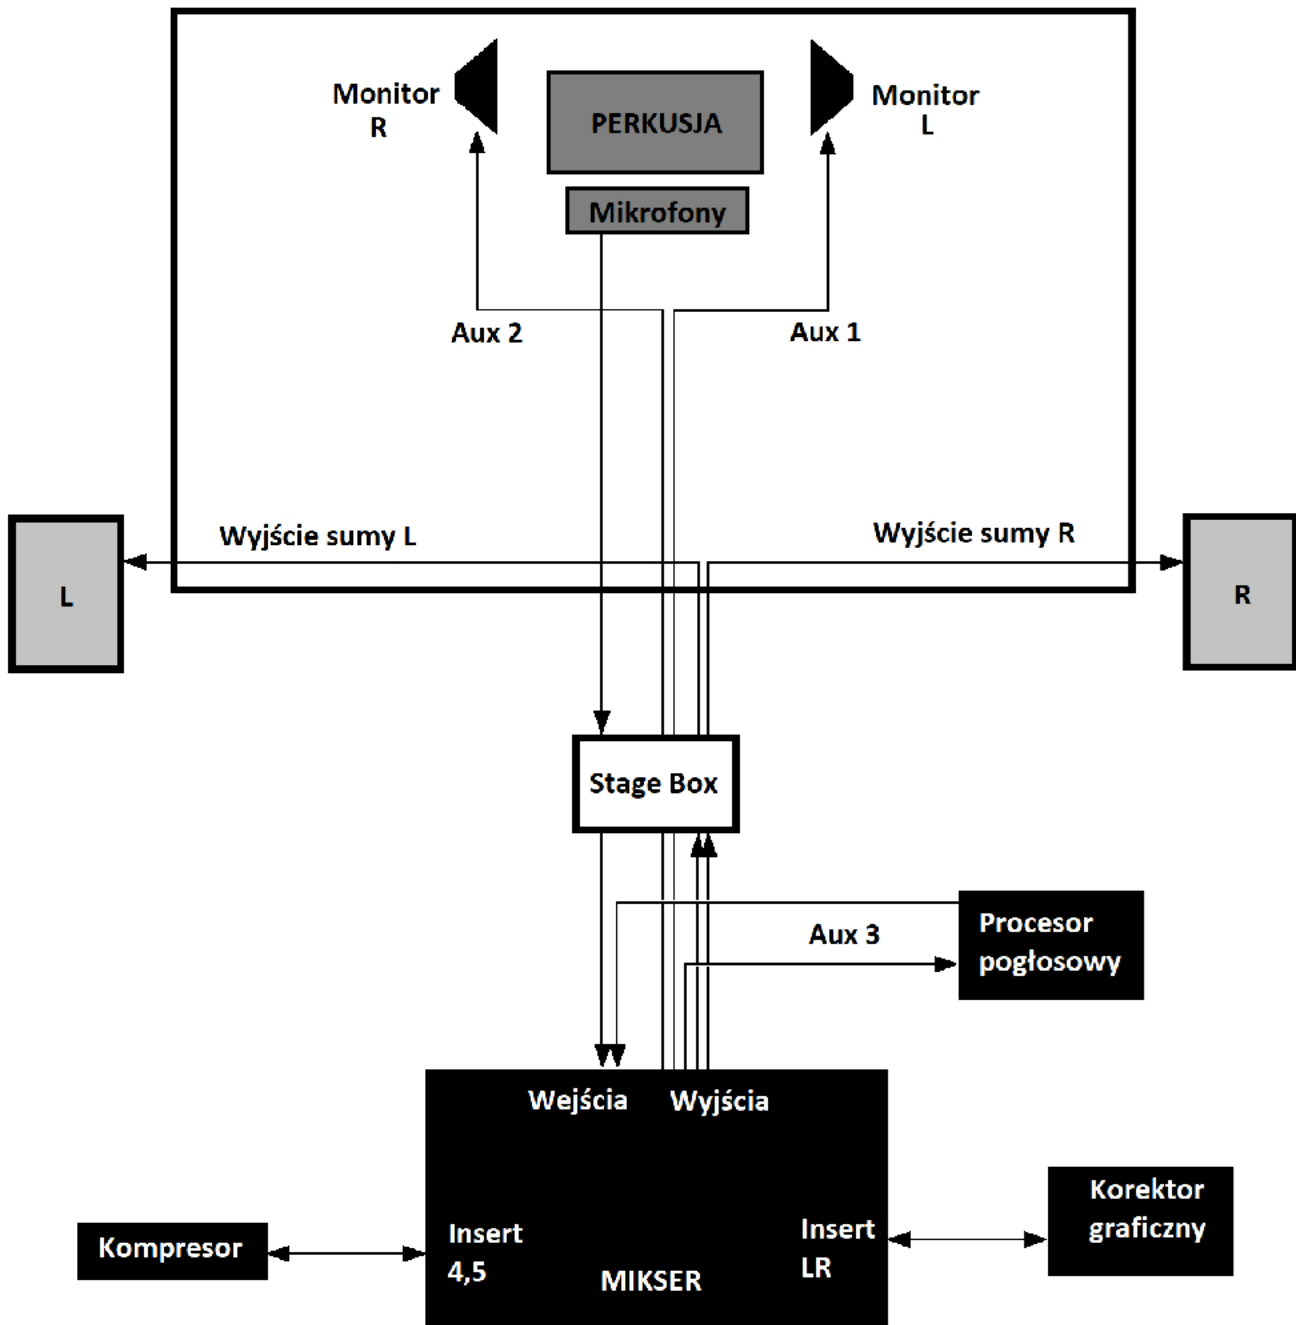 Monitor
R
PERKUSJA
Monitor
L
Mikrofony
Aux 2
Aux 1
Wyjście sumy L
Wyjście sumy R
L
R
Stage Box
Aux 3
Procesor
pogłosowy
Wejścia
Wyjścia
Kompresor
Insert
4,5
MIKSER
Insert
LR
Korektor
graficzny